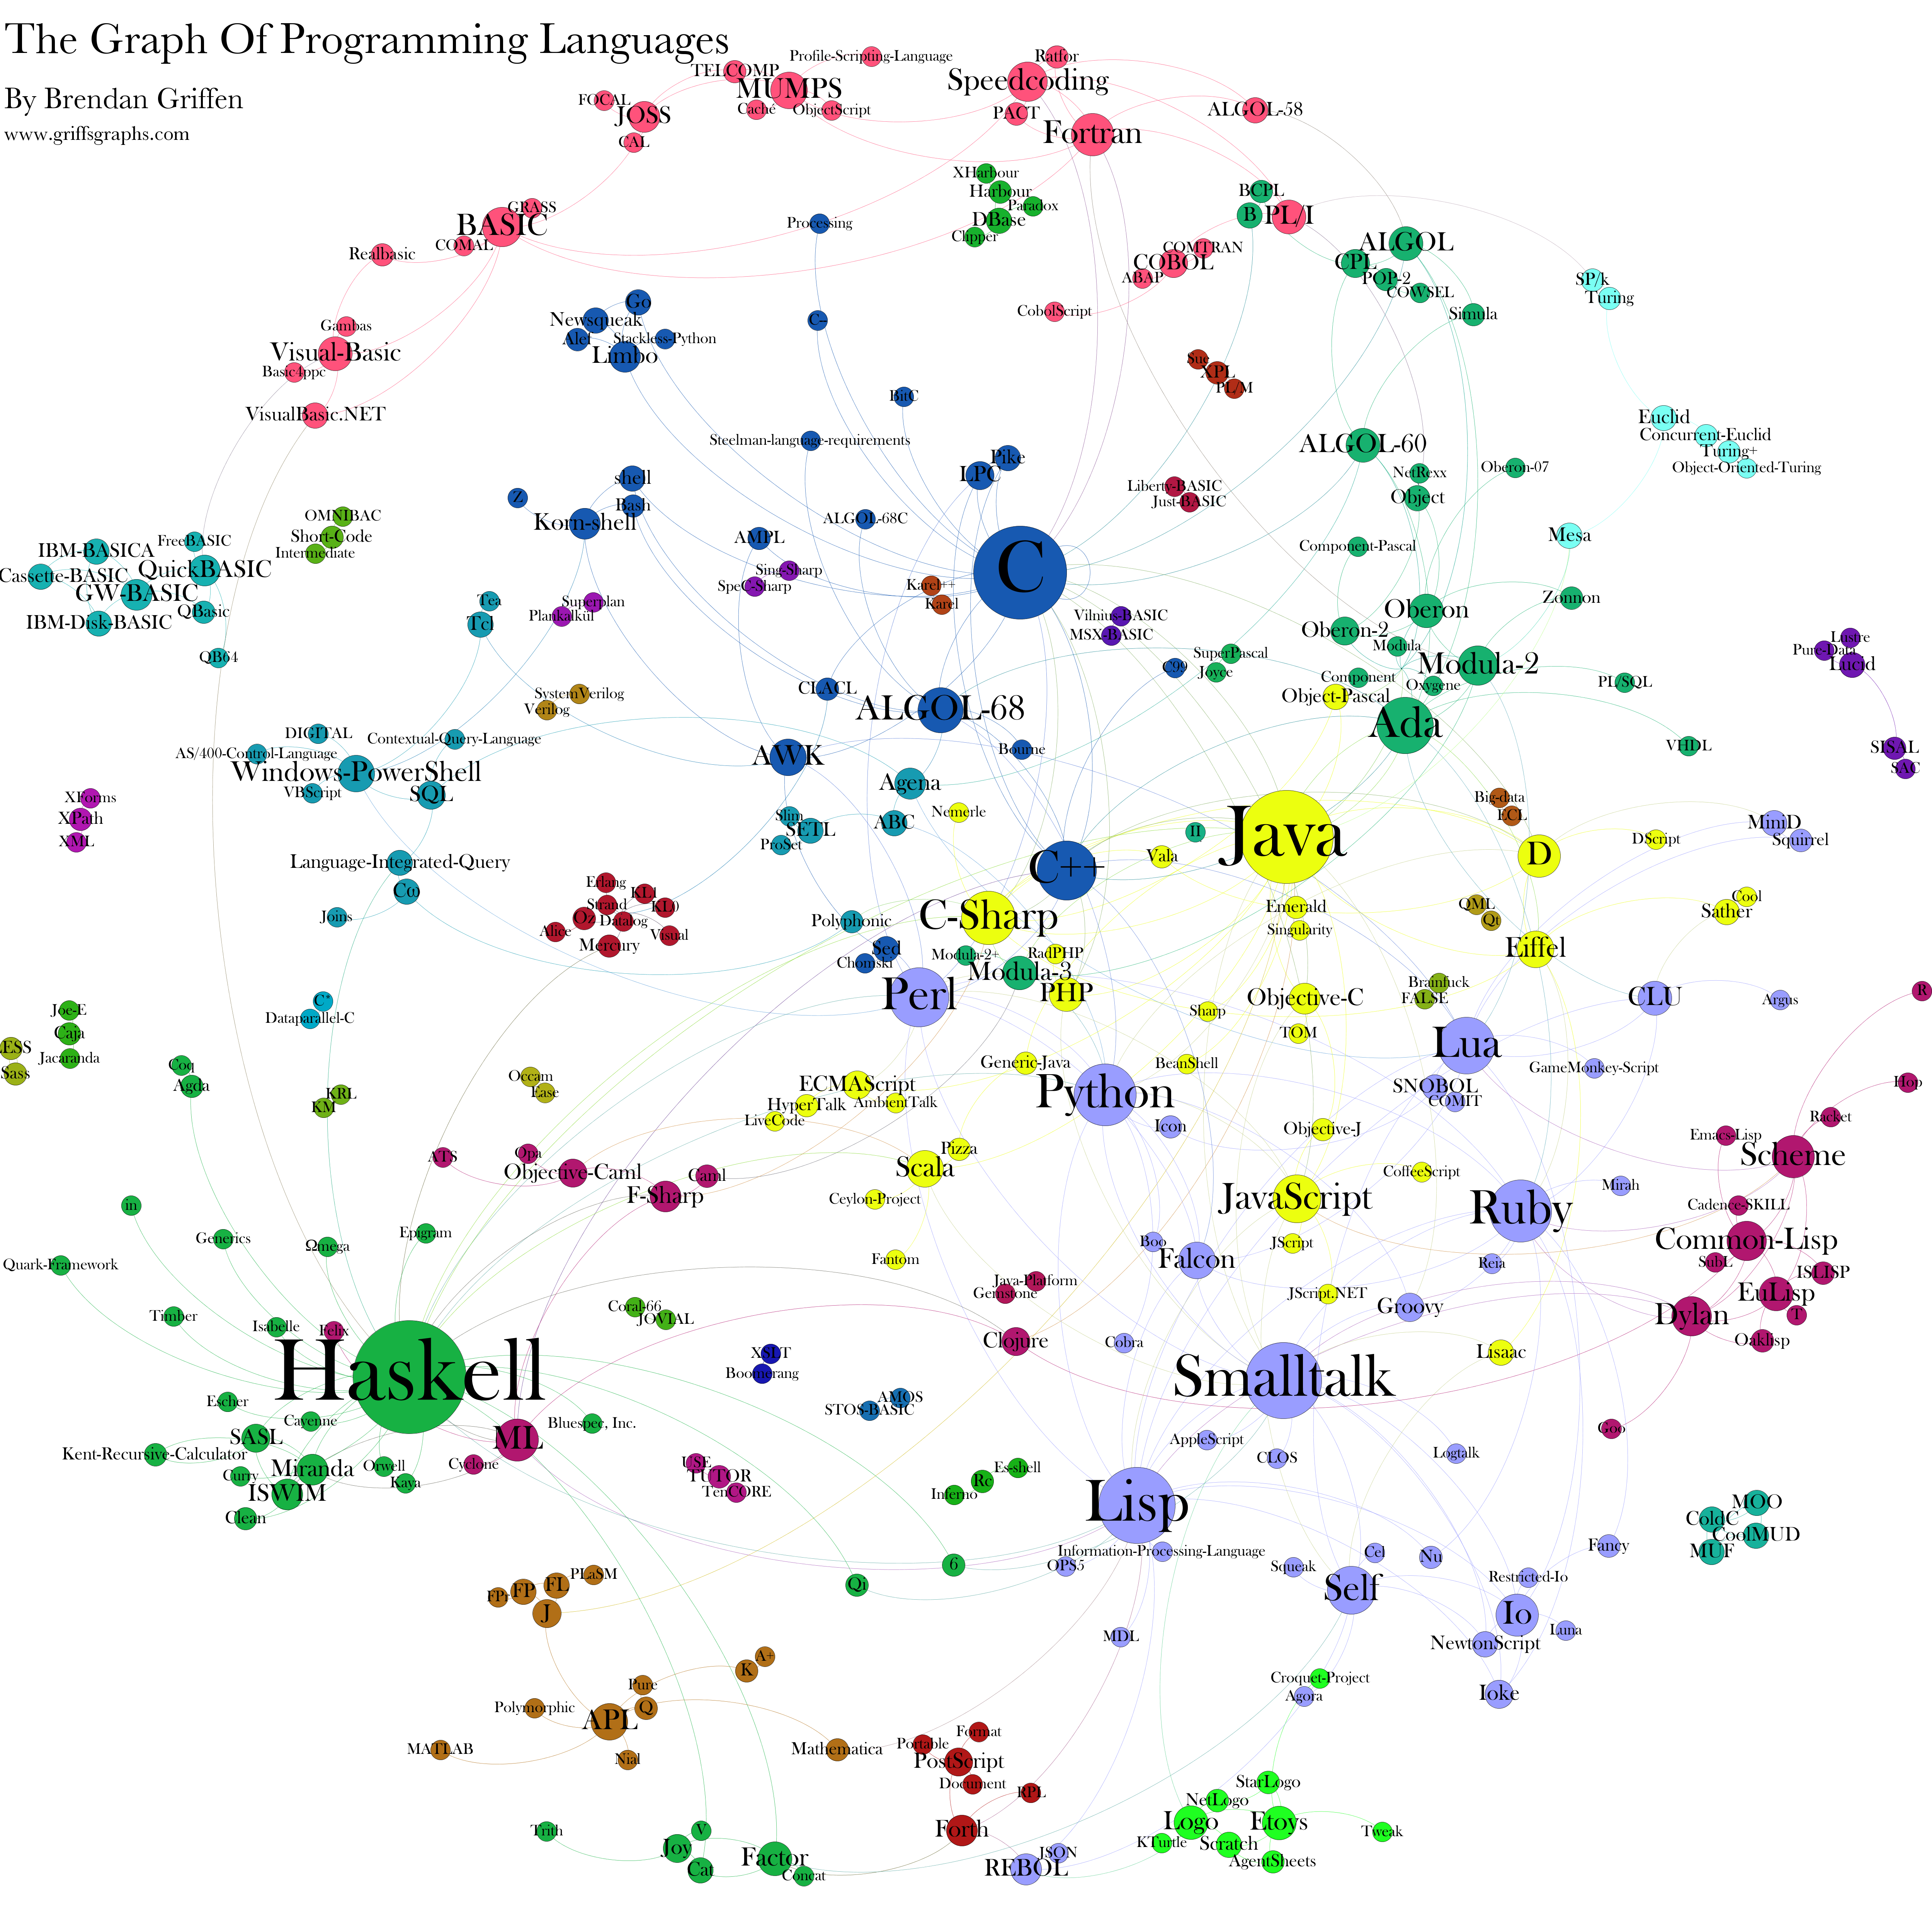 The Graph Of Programming Languages
By Brendan Griffen
www.griffsgraphs.com
Profile-Scripting-Language
Ratfor
TELCOMP
MUMPS
Speedcoding
FOCAL
JOSS
Caché
ObjectScript
PACT
ALGOL-58
CAL
Fortran
XHarbour
Harbour
Paradox
DBase
Clipper
BCPL
B
PL/I
GRASS
BASIC
COMAL
Realbasic
Processing
COMTRAN
COBOL
ABAP
ALGOL
CPL
POP-2
COWSEL
SP/k
Turing
Go
Newsqueak
Alef
Stackless-Python
Limbo
C--
CobolScript
Simula
Gambas
Visual-Basic
Basic4ppc
Sue
XPL
PL/M
BitC
VisualBasic.NET
Euclid
Concurrent-Euclid
Turing+
Object-Oriented-Turing
Steelman-language-requirements
ALGOL-60
Pike
LPC
NetRexx
Object
Oberon-07
shell
Bash
Z
Korn-shell
Liberty-BASIC
Just-BASIC
OMNIBAC
Short-Code
Intermediate
ALGOL-68C
AMPL
Mesa
IBM-BASICA
FreeBASIC
Cassette-BASIC
QuickBASIC
GW-BASIC
QBasic
IBM-Disk-BASIC
Component-Pascal
C
Sing-Sharp
SpeC-Sharp
Karel++
Karel
Tea
Tcl
Superplan
Plankalkül
Vilnius-BASIC
MSX-BASIC
Oberon
Zonnon
Oberon-2
Modula
Lustre
Pure-Data
Lucid
QB64
SuperPascal
C99
Joyce
Modula-2
Component
Oxygene
PL/SQL
SystemVerilog
Verilog
CLACL
ALGOL-68
Object-Pascal
Ada
DIGITAL
Contextual-Query-Language
AS/400-Control-Language
Bourne
VHDL
SISAL
SAC
AWK
Windows-PowerShell
VBScript
SQL
Agena
XForms
XPath
XML
Big-data
ECL
Slim
SETL
ProSet
ABC
Nemerle
II
Java
MiniD
Squirrel
DScript
Vala
D
Language-Integrated-Query
Cω
C++
Erlang
Strand
KL1
KL0
Oz
Datalog
Alice
Visual
Mercury
Joins
Polyphonic
C-Sharp
Emerald
Singularity
QML
Qt
Cool
Sather
Sed
Chomski
Modula-2+
RadPHP
Modula-3
Eiffel
Perl
PHP
Objective-C
Brainfuck
FALSE
CLU
Argus
R
C*
Dataparallel-C
Sharp
TOM
Lua
Joe-E
Caja
Jacaranda
LESS
Sass
Coq
Agda
Generic-Java
BeanShell
GameMonkey-Script
Occam
Ease
ECMAScript
HyperTalk
AmbientTalk
LiveCode
Python
SNOBOL
COMIT
Hop
KRL
KM
Icon
Objective-J
Racket
Emacs-Lisp
Scheme
ATS
Opa
Objective-Caml
Caml
F-Sharp
Pizza
Scala
CoffeeScript
Ceylon-Project
JavaScript
Mirah
Ruby
in
Cadence-SKILL
Common-Lisp
Epigram
Generics
Ωmega
Boo
JScript
Quark-Framework
Fantom
Falcon
Reia
SubL
ISLISP
Java-Platform
Gemstone
JScript.NET
EuLisp
Timber
Coral-66
JOVIAL
Groovy
Dylan
T
Isabelle
Felix
Clojure
Cobra
Oaklisp
Lisaac
XSLT
Boomerang
Haskell
Smalltalk
Escher
AMOS
STOS-BASIC
Cayenne
Bluespec, Inc.
Goo
SASL
ML
AppleScript
Logtalk
Kent-Recursive-Calculator
CLOS
Miranda
Orwell
Cyclone
Curry
Kaya
ISWIM
USE
TUTOR
TenCORE
Es-shell
Rc
Inferno
Lisp
Clean
MOO
ColdC
CoolMUD
MUF
Fancy
Information-Processing-Language
OPS5
6
Cel
Nu
Squeak
Restricted-Io
Self
Qi
PLaSM
FL
FP
FPr
J
Io
Luna
NewtonScript
MDL
A+
K
Croquet-Project
Agora
Ioke
Pure
Q
Polymorphic
APL
MATLAB
Nial
Mathematica
Format
Portable
PostScript
Document
RPL
StarLogo
NetLogo
Logo
Etoys
Tweak
KTurtle
Scratch
AgentSheets
Trith
V
Joy
Cat
Factor
Concat
Forth
JSON
REBOL